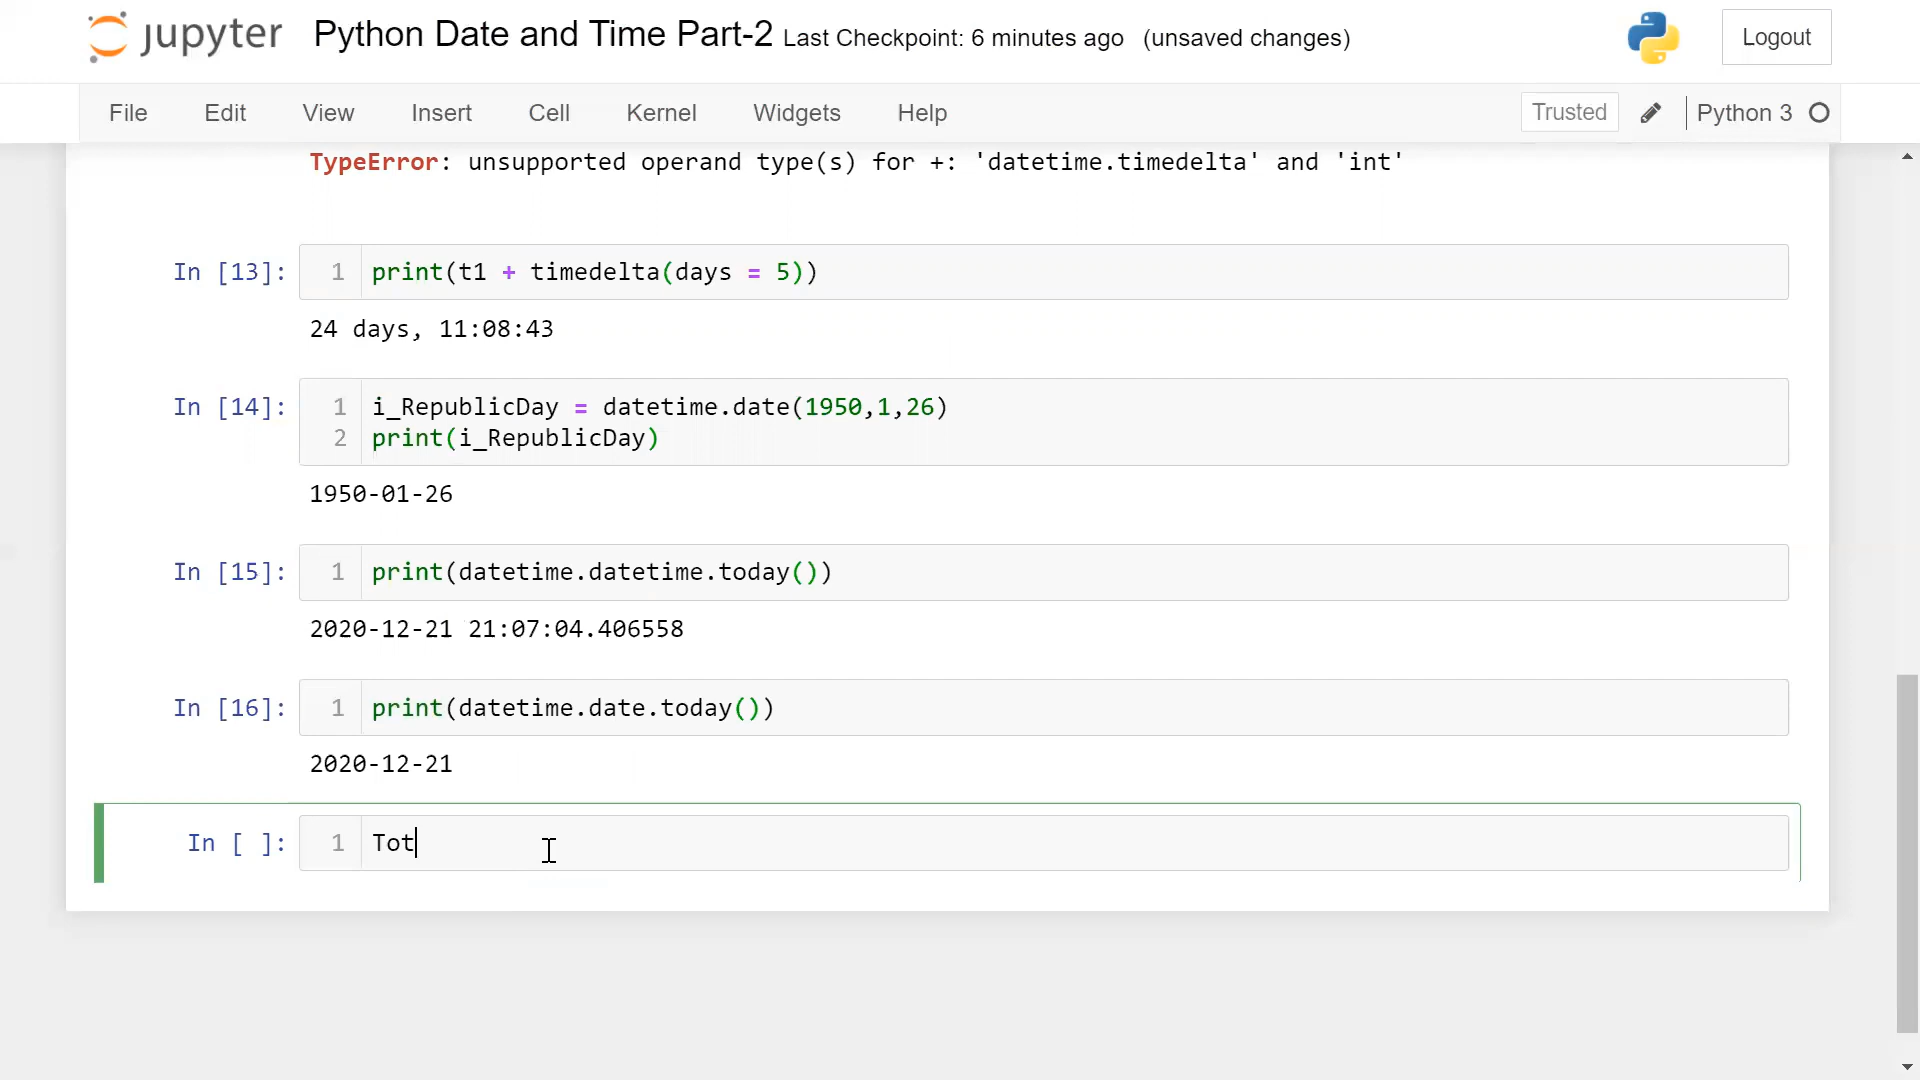 jupyter Python Date and Time Part-2 Last Checkpoint: 6 minutes ago (unsaved changes) Logout
File Edit View Insert Cell Kernel Widgets Help Trusted Python 3
TypeError: unsupported operand type(s) for +: 'datetime.timedelta' and 'int'
In [13]: 1 print(t1 + timedelta(days = 5))
24 days, 11:08:43
In [14]: 1 i_RepublicDay = datetime.date(1950,1,26)
2 print(i_RepublicDay)
1950-01-26
In [15]: 1 print(datetime.datetime.today())
2020-12-21 21:07:04.406558
In [16]: 1 print(datetime.date.today())
2020-12-21
In [ ]: 1 Tot